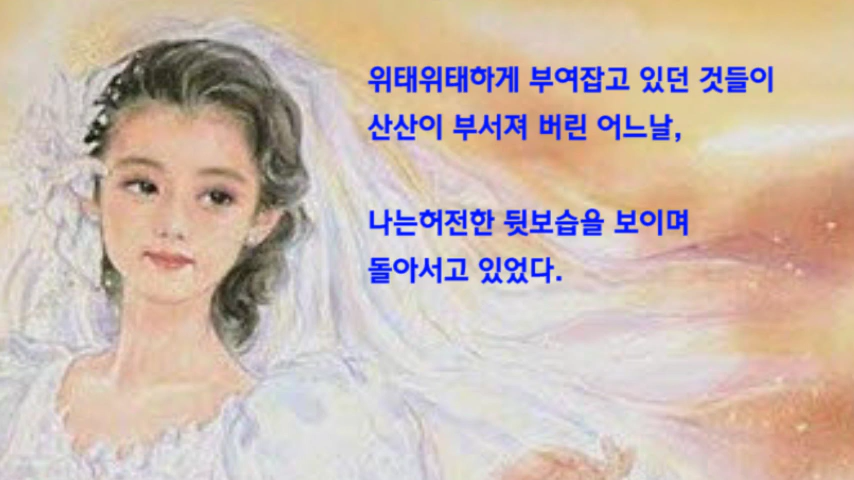 위태위태하게 부여잡고 있던 것들이
산산이 부서져 버린 어느날,
나는허전한 뒷보습을 보이며
돌아서고 있었다.